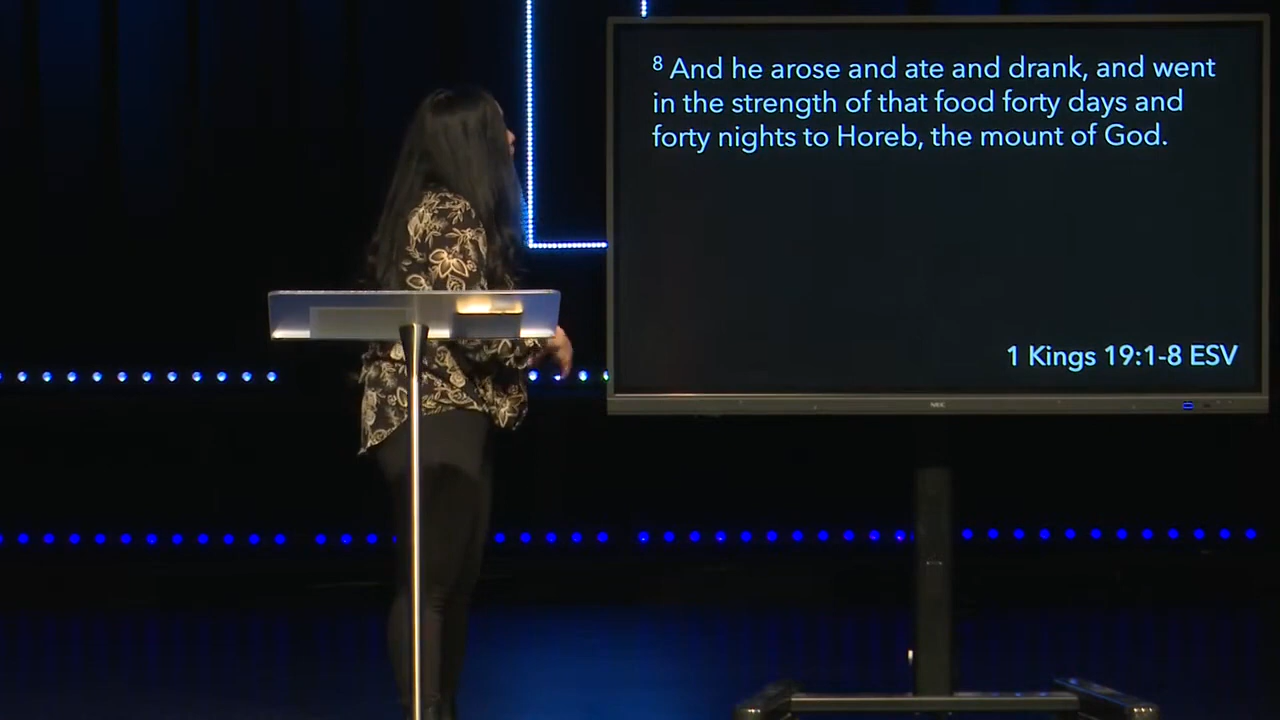 8 And he arose and ate and drank, and went
in the strength of that food forty days and
forty nights to Horeb, the mount of God.
1 Kings 19:1-8 ESV
NEC